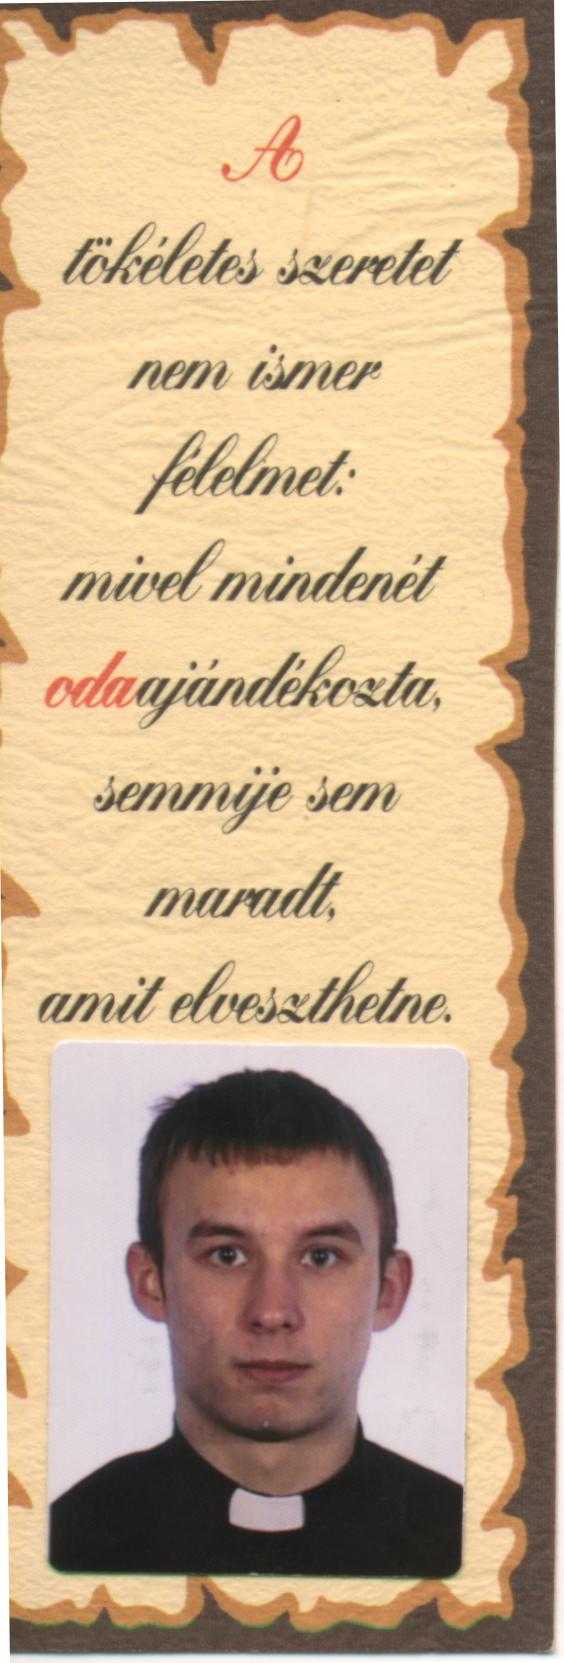 A
tökéletes szeretet
nem ismer
félelmet:
mivel mindenét
odaajándékozta,
semmije sem
maradt,
amit elveszthetne.